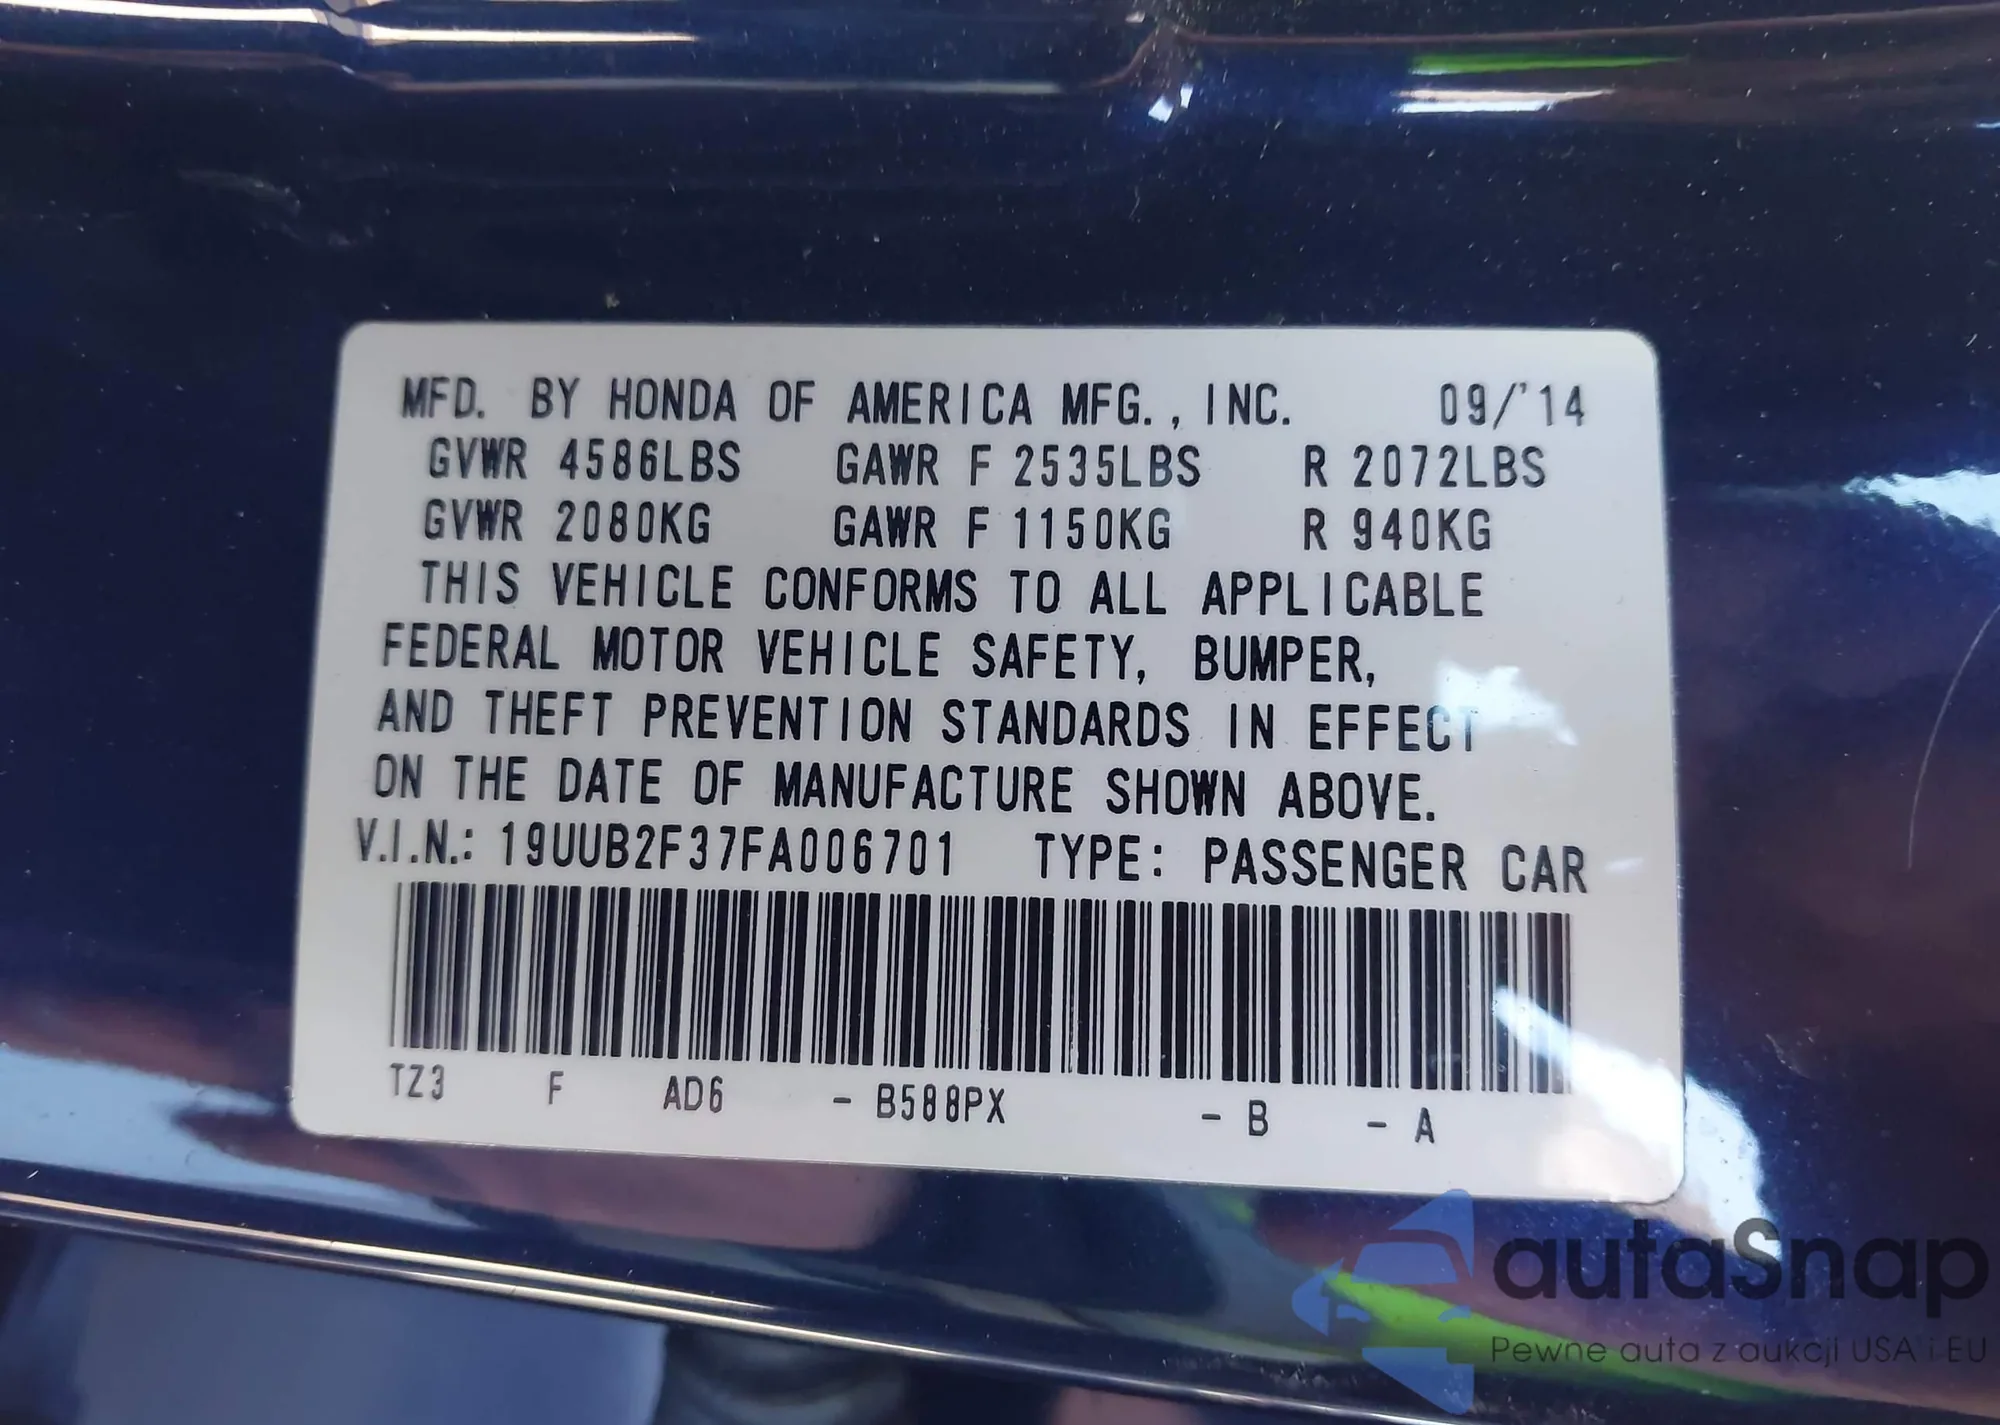 MFD. BY HONDA OF AMERICA MFG., INC. 09/'14
GVWR 4586LBS GAWR F 2535LBS R 2072LBS
GVWR 2080KG GAWR F 1150KG R 940KG
THIS VEHICLE CONFORMS TO ALL APPLICABLE
FEDERAL MOTOR VEHICLE SAFETY, BUMPER,
AND THEFT PREVENTION STANDARDS IN EFFECT
ON THE DATE OF MANUFACTURE SHOWN ABOVE.
V.I.N.: 19UUB2F37FA006701 TYPE: PASSENGER CAR
TZ3 F AD6 - B588PX - B - A
autaSnap
Pewne auta z aukcji USA i EU